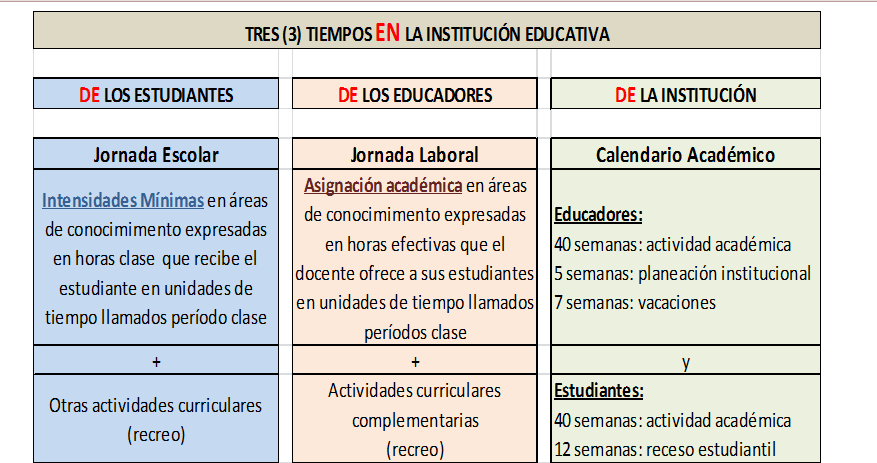 TRES (3) TIEMPOS EN LA INSTITUCIÓN EDUCATIVA
DE LOS ESTUDIANTES
Jornada Escolar
Intensidades Mínimas en áreas
de conocimimento expresadas
en horas clase que recibe el
estudiante en unidades de
tiempo llamados período clase
+
Otras actividades curriculares
(recreo)
DE LOS EDUCADORES
Jornada Laboral
Asignación académica en áreas
de conocimimento expresadas
en horas efectivas que el
docente ofrece a sus estudiantes
en unidades de tiempo llamados
períodos clase
+
Actividades curriculares
complementarias
(recreo)
DE LA INSTITUCIÓN
Calendario Académico
Educadores:
40 semanas: actividad académica
5 semanas: planeación institucional
7 semanas: vacaciones
y
Estudiantes:
40 semanas: actividad académica
12 semanas: receso estudiantil